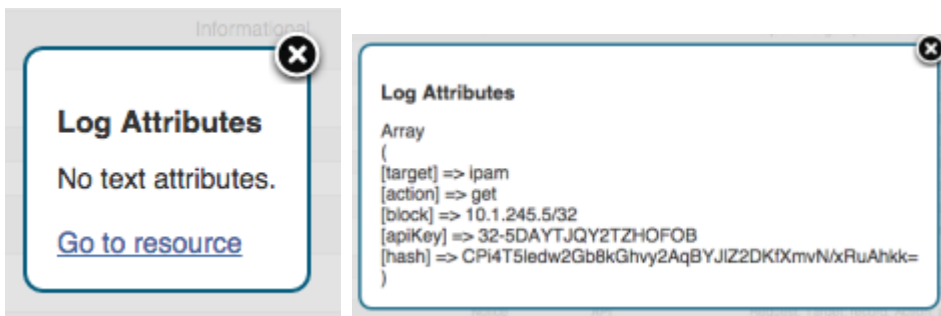 Informational
Log Attributes
No text attributes.
Go to resource
Log Attributes
Array
(
[target] => ipam
[action] => get
[block] => 10.1.245.5/32
[apiKey] => 32-5DAYTJQY2TZHOFOB
[hash] => CPi4T5ledw2Gb8kGhvy2AqBYJlZ2DKfXmvN/xRuAhkk=
)